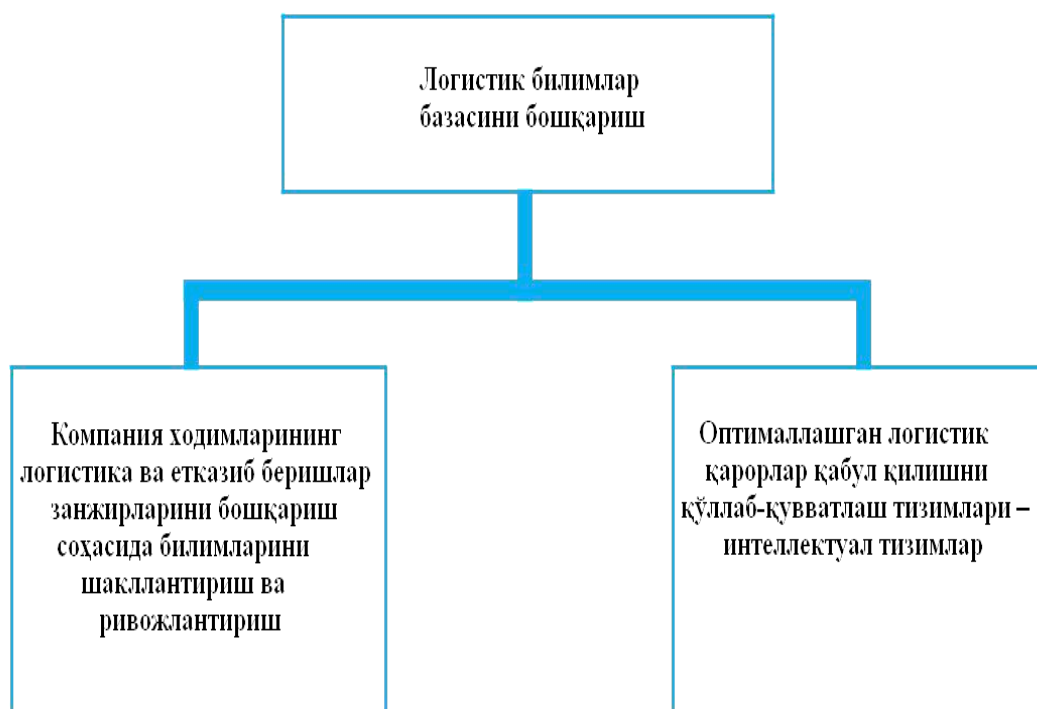 Логистик билимлар
базасини бошқариш
Компания ходимларининг
логистика ва етказиб беришлар
занжирларини бошқариш
соҳасида билимларини
шакллантириш ва
ривожлантириш
Оптималлашган логистик
қарорлар қабул қилишни
қўллаб-қувватлаш тизимлари –
интеллектуал тизимлар